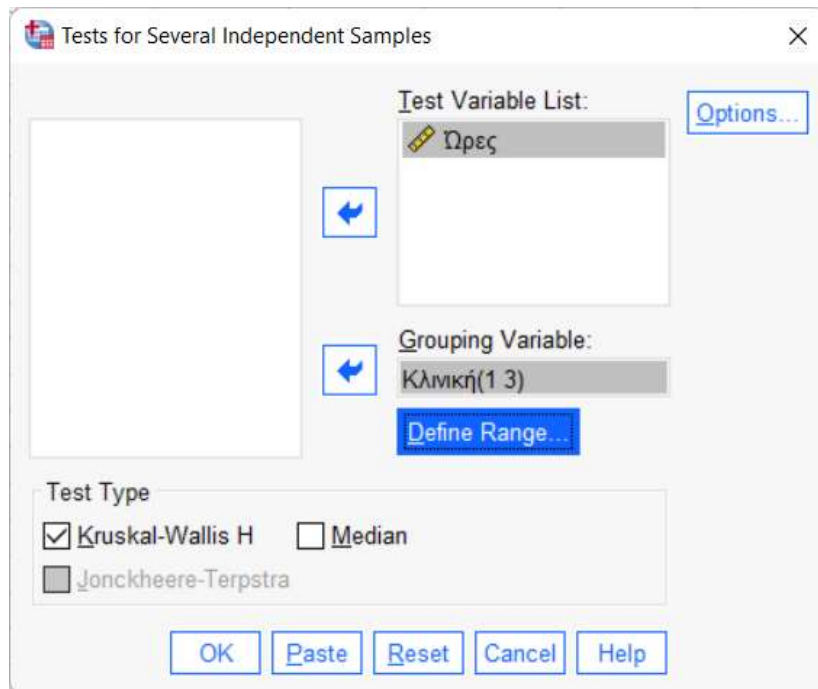 Tests for Several Independent Samples
Test Variable List:
Options...
Ώρες
Grouping Variable:
Κλινική(1 3)
Define Range...
Test Type
Kruskal-Wallis H
Median
Jonckheere-Terpstra
OK
Paste
Reset
Cancel
Help